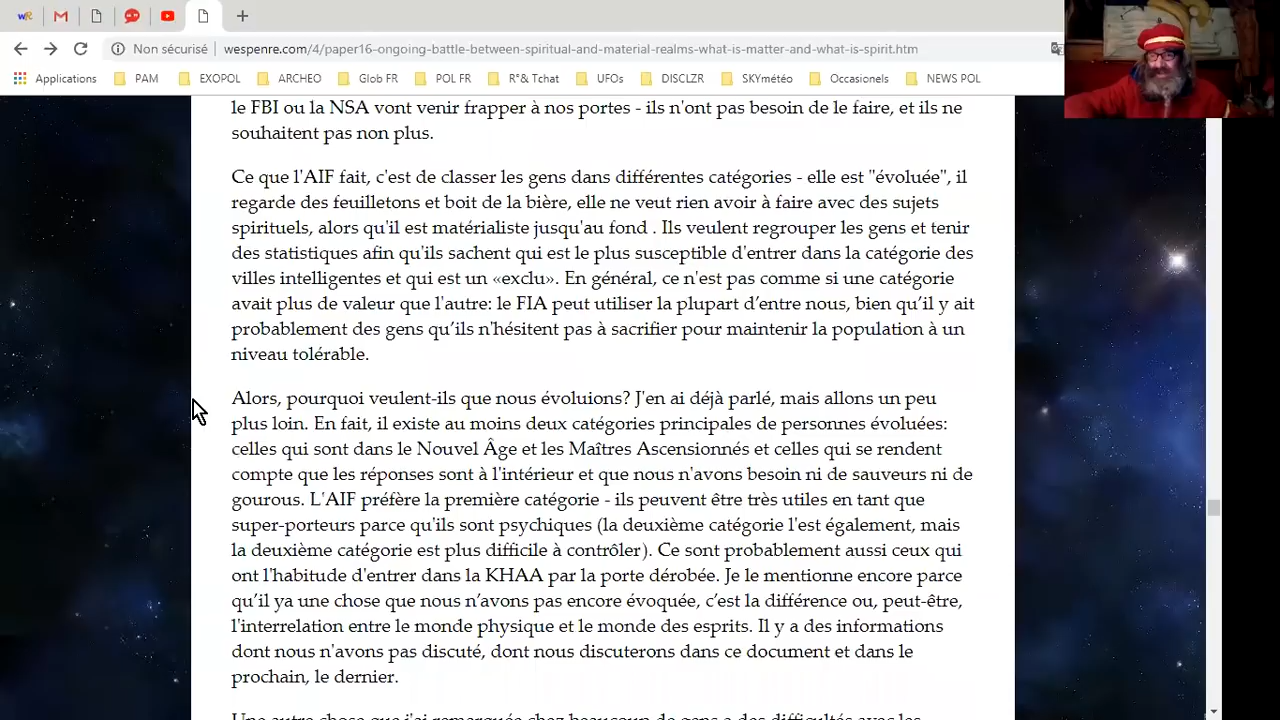 Non sécurisé | wespenre.com/4/paper16-ongoing-battle-between-spiritual-and-material-realms-what-is-matter-and-what-is-spirit.htm
Applications PAM EXOPOL ARCHEO Glob FR POL FR R°& Tchat UFOs DISCLZR SKYmétéo Occasionels NEWS POL
le FBI ou la NSA vont venir frapper à nos portes - ils n'ont pas besoin de le faire, et ils ne
souhaitent pas non plus.
Ce que l'AIF fait, c'est de classer les gens dans différentes catégories - elle est "évoluée", il
regarde des feuilletons et boit de la bière, elle ne veut rien avoir à faire avec des sujets
spirituels, alors qu'il est matérialiste jusqu'au fond . Ils veulent regrouper les gens et tenir
des statistiques afin qu'ils sachent qui est le plus susceptible d'entrer dans la catégorie des
villes intelligentes et qui est un «exclu». En général, ce n'est pas comme si une catégorie
avait plus de valeur que l'autre: le FIA peut utiliser la plupart d’entre nous, bien qu’il y ait
probablement des gens qu’ils n'hésitent pas à sacrifier pour maintenir la population à un
niveau tolérable.
Alors, pourquoi veulent-ils que nous évoluions? J'en ai déjà parlé, mais allons un peu
plus loin. En fait, il existe au moins deux catégories principales de personnes évoluées:
celles qui sont dans le Nouvel Âge et les Maîtres Ascensionnés et celles qui se rendent
compte que les réponses sont à l'intérieur et que nous n'avons besoin ni de sauveurs ni de
gourous. L'AIF préfère la première catégorie - ils peuvent être très utiles en tant que
super-porteurs parce qu'ils sont psychiques (la deuxième catégorie l'est également, mais
la deuxième catégorie est plus difficile à contrôler). Ce sont probablement aussi ceux qui
ont l'habitude d'entrer dans la KHAA par la porte dérobée. Je le mentionne encore parce
qu’il ya une chose que nous n’avons pas encore évoquée, c’est la différence ou, peut-être,
l'interrelation entre le monde physique et le monde des esprits. Il y a des informations
dont nous n'avons pas discuté, dont nous discuterons dans ce document et dans le
prochain, le dernier.
Une autre chose que j'ai remarquée chez beaucoup de gens a des difficultés avec les